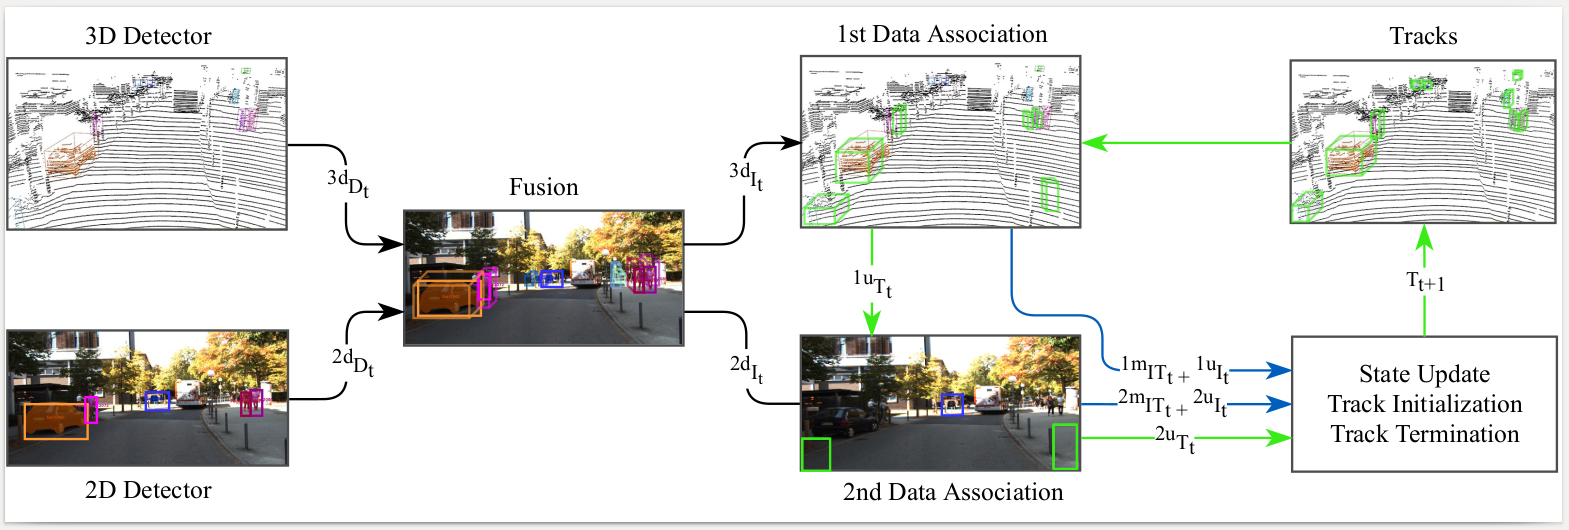 3D Detector
1st Data Association
Tracks
3dDt
Fusion
3dIt
1uTt
Tt+1
2dDt
2dIt
1mITt + 1uIt
2mITt + 2uIt
2uTt
State Update
Track Initialization
Track Termination
2D Detector
2nd Data Association